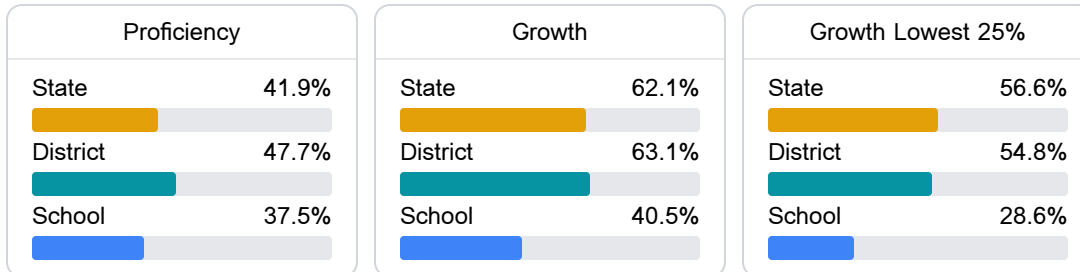 Proficiency
State 41.9%
District 47.7%
School 37.5%
Growth
State 62.1%
District 63.1%
School 40.5%
Growth Lowest 25%
State 56.6%
District 54.8%
School 28.6%